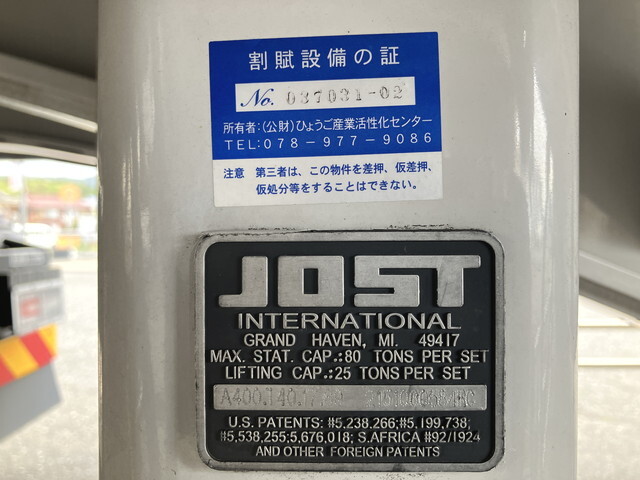 割賦設備の証
No. 037031-02
所有者:(公財)ひょうご産業活性化センター
TEL:078-977-9086
注意 第三者は、この物件を差押、仮差押、
仮処分等をすることはできない。
JOST
INTERNATIONAL
GRAND HAVEN, MI. 49417
MAX. STAT. CAP.:80 TONS PER SET
LIFTING CAP.:25 TONS PER SET
U.S. PATENTS: #5.238.266;#5.199.738;
#5,538,255;5,676,018; S.AFRICA #92/1924
AND OTHER FOREIGN PATENTS